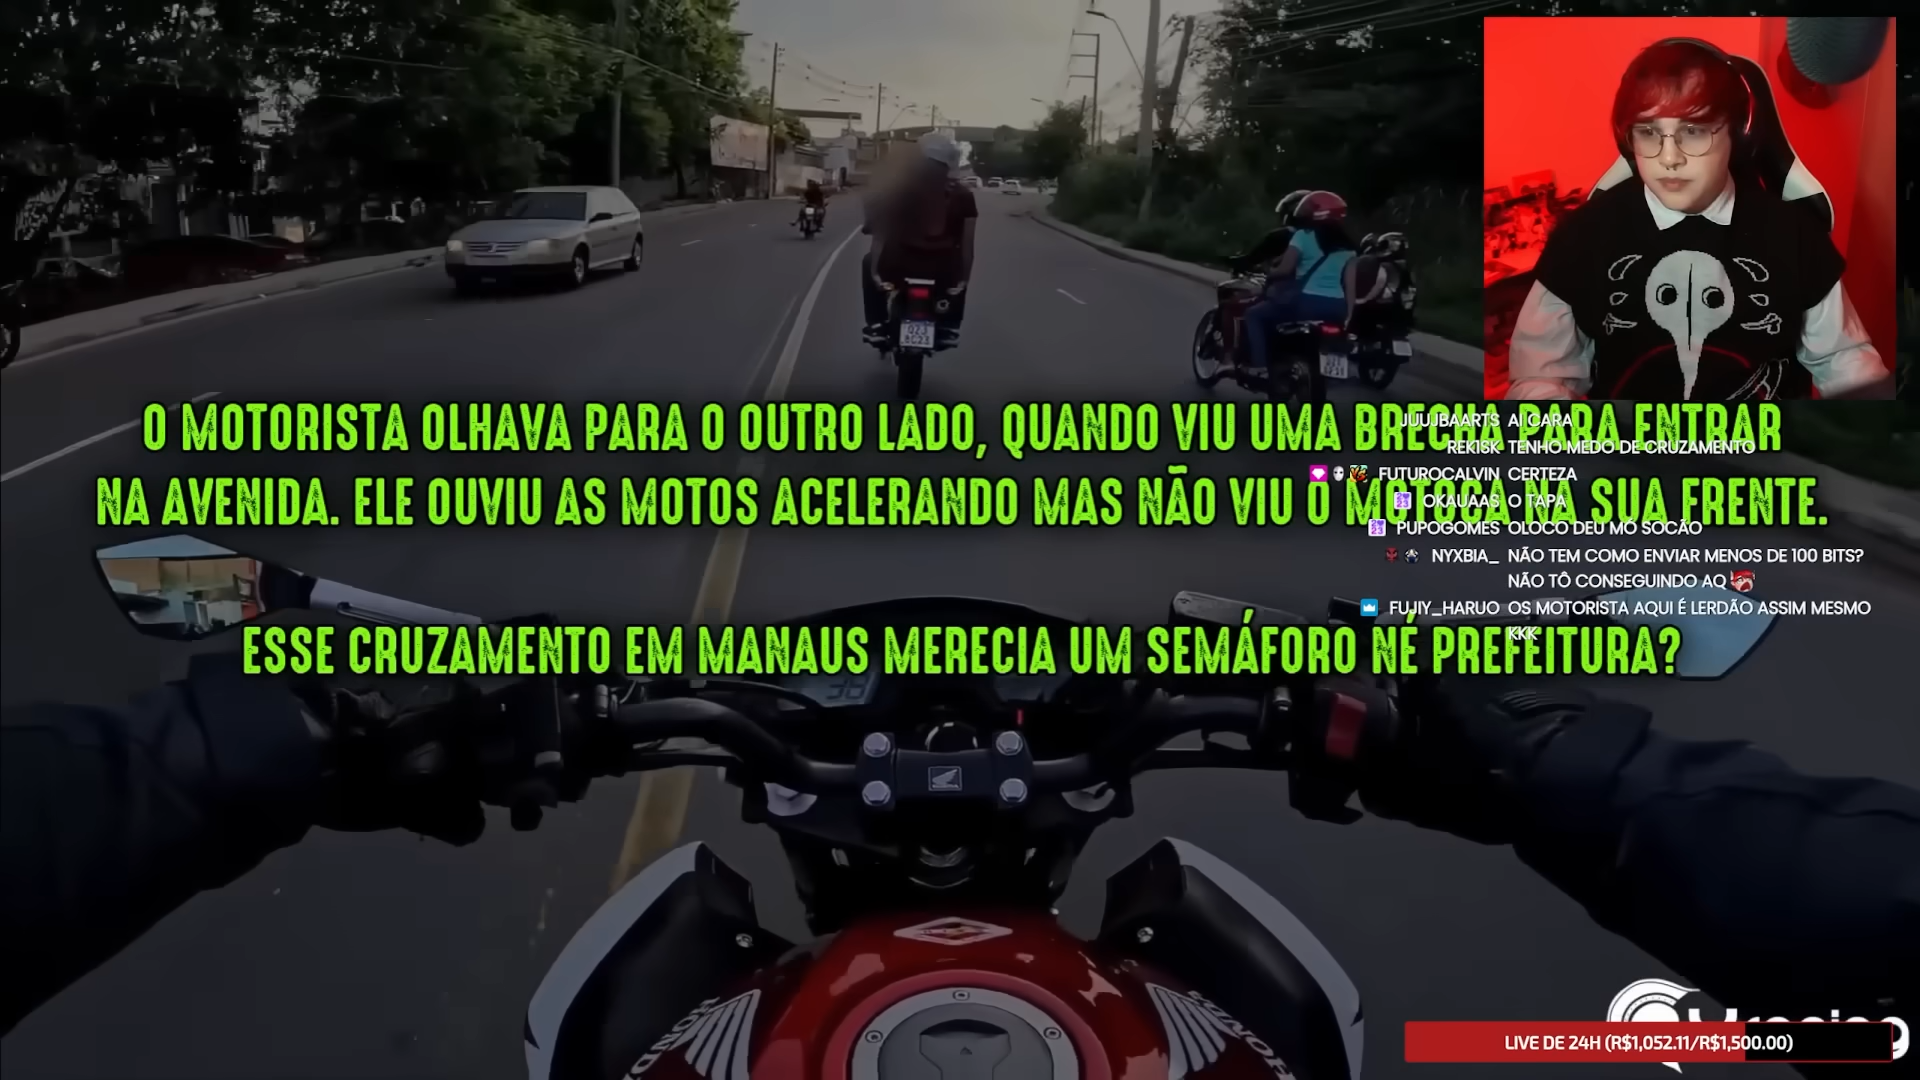 O MOTORISTA OLHAVA PARA O OUTRO LADO, QUANDO VIU UMA BRECHA PARA ENTRAR
NA AVENIDA. ELE OUVIU AS MOTOS ACELERANDO MAS NÃO VIU O MOTOCA NA SUA FRENTE.
ESSE CRUZAMENTO EM MANAUS MERECIA UM SEMÁFORO NÉ PREFEITURA?
JUJUJBAARTS AI CARA
REK1SK TENHO MEDO DE CRUZAMENTO
FUTUROCALVIN CERTEZA
OKAUAAS O TAPA
PUPOGOMES OLOCO DEU MÓ SOCÃO
NYXBIA_ NÃO TEM COMO ENVIAR MENOS DE 100 BITS?
NÃO TÔ CONSEGUINDO AQ
FUJIY_HARUO OS MOTORISTA AQUI É LERDÃO ASSIM MESMO
KKK
HONDA
LIVE DE 24H (R$1,052.11/R$1,500.00)